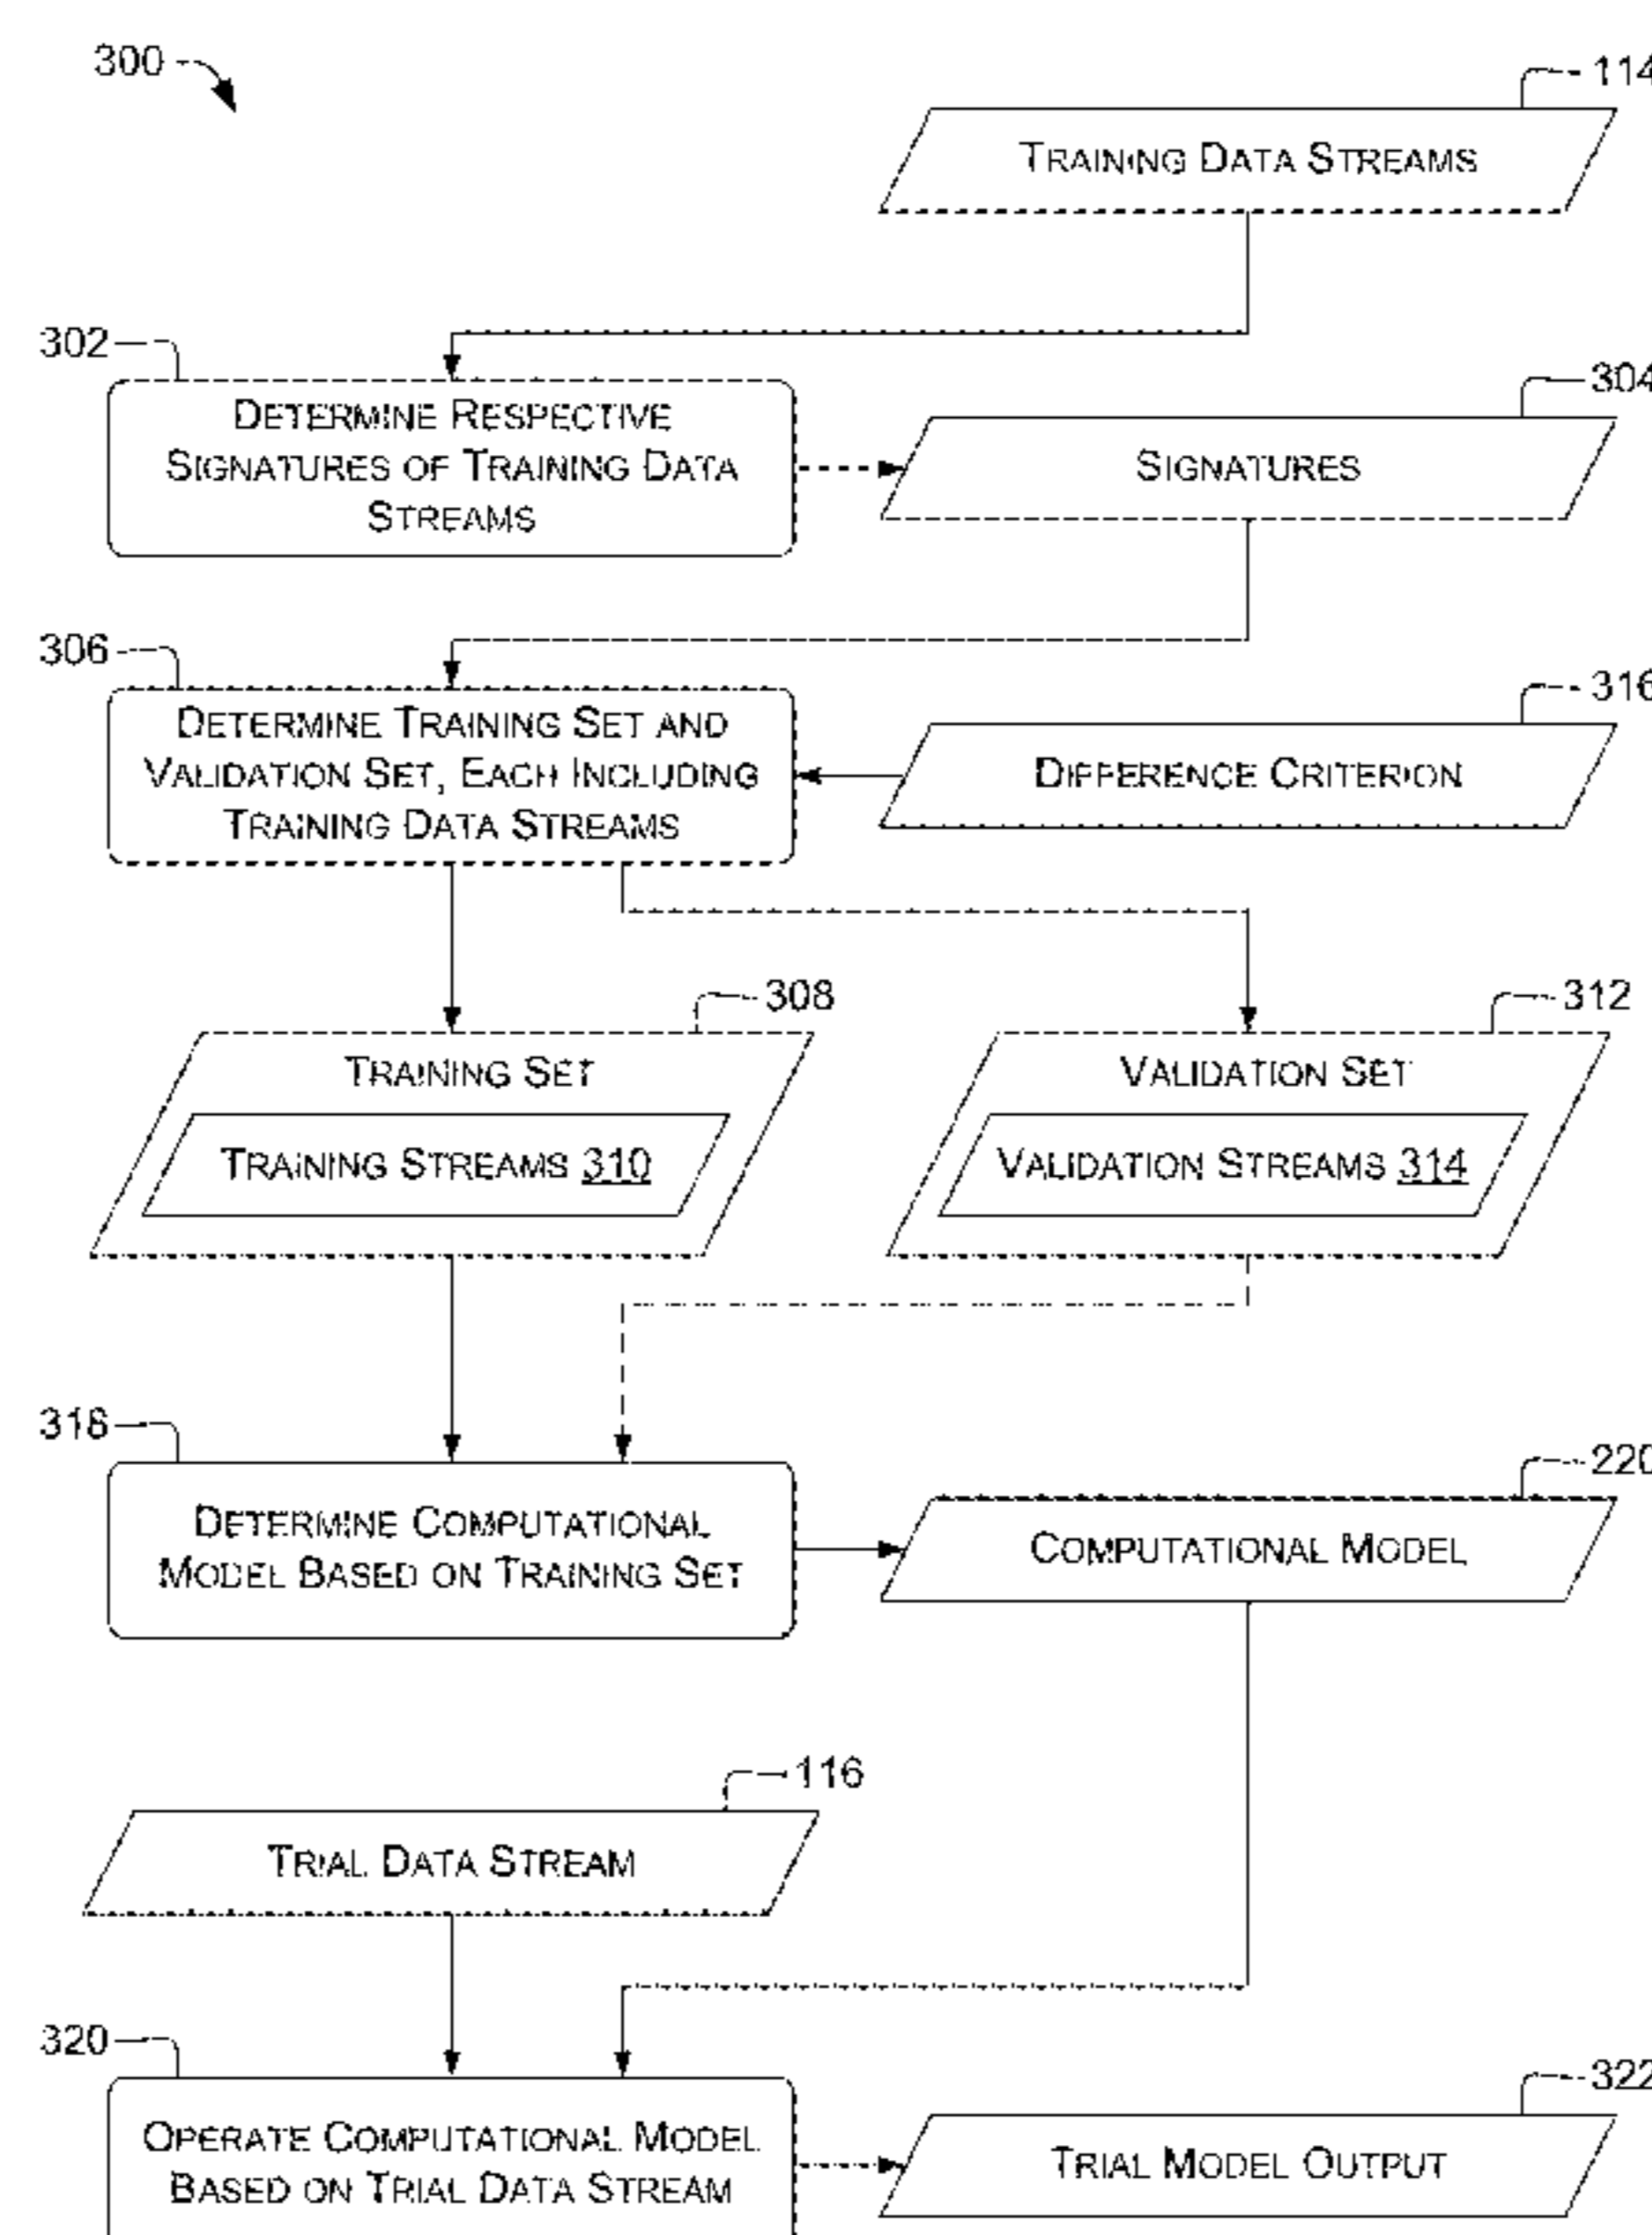 300
114
TRAINING DATA STREAMS
302
304
DETERMINE RESPECTIVE
SIGNATURES OF TRAINING DATA
STREAMS
SIGNATURES
306
316
DETERMINE TRAINING SET AND
VALIDATION SET, EACH INCLUDING
TRAINING DATA STREAMS
DIFFERENCE CRITERION
308
312
TRAINING SET
TRAINING STREAMS 310
VALIDATION SET
VALIDATION STREAMS 314
318
220
DETERMINE COMPUTATIONAL
MODEL BASED ON TRAINING SET
COMPUTATIONAL MODEL
116
TRIAL DATA STREAM
320
322
OPERATE COMPUTATIONAL MODEL
BASED ON TRIAL DATA STREAM
TRIAL MODEL OUTPUT